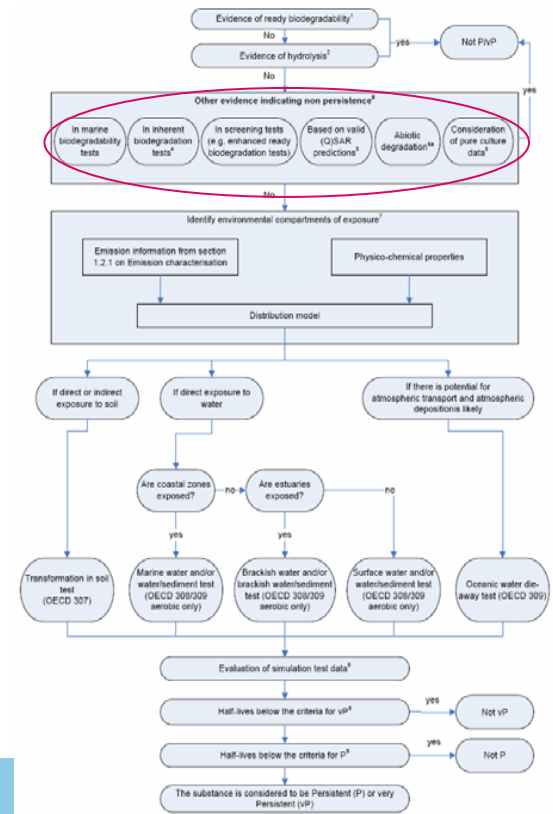 Evidence of ready biodegradability1
No
yes
Not P/vP
Evidence of hydrolysis2
No
yes
Other evidence indicating non persistence8
In marine
biodegradability
tests
In inherent
biodegradation
tests4
In screening tests
(e.g. enhanced ready
biodegradation tests)
Based on valid
(Q)SAR
predictions5
Abiotic
degradation6a
Consideration
of pure culture
data6
No
Identify environmental compartments of exposure7
Emission information from section
1.2.1 on Emission characterisation
Physico-chemical properties
Distribution model
If direct or indirect
exposure to soil
If direct exposure to
water
If there is potential for
atmospheric transport and atmospheric
depositionis likely
Are coastal zones
exposed?
no
Are estuaries
exposed?
no
yes
yes
Transformation in soil
test
(OECD 307)
Marine water and/or
water/sediment test
(OECD 308/309
aerobic only)
Brackish water and/or
brackish water/sediment
test (OECD 308/309
aerobic only)
Surface water and/or
water/sediment test
(OECD 308/309
aerobic only)
Oceanic water die-
away test (OECD 309)
Evaluation of simulation test data8
Half-lives below the criteria for vP9
yes
Not vP
Half-lives below the criteria for P9
yes
Not P
The substance is considered to be Persistent (P) or very
Persistent (vP)